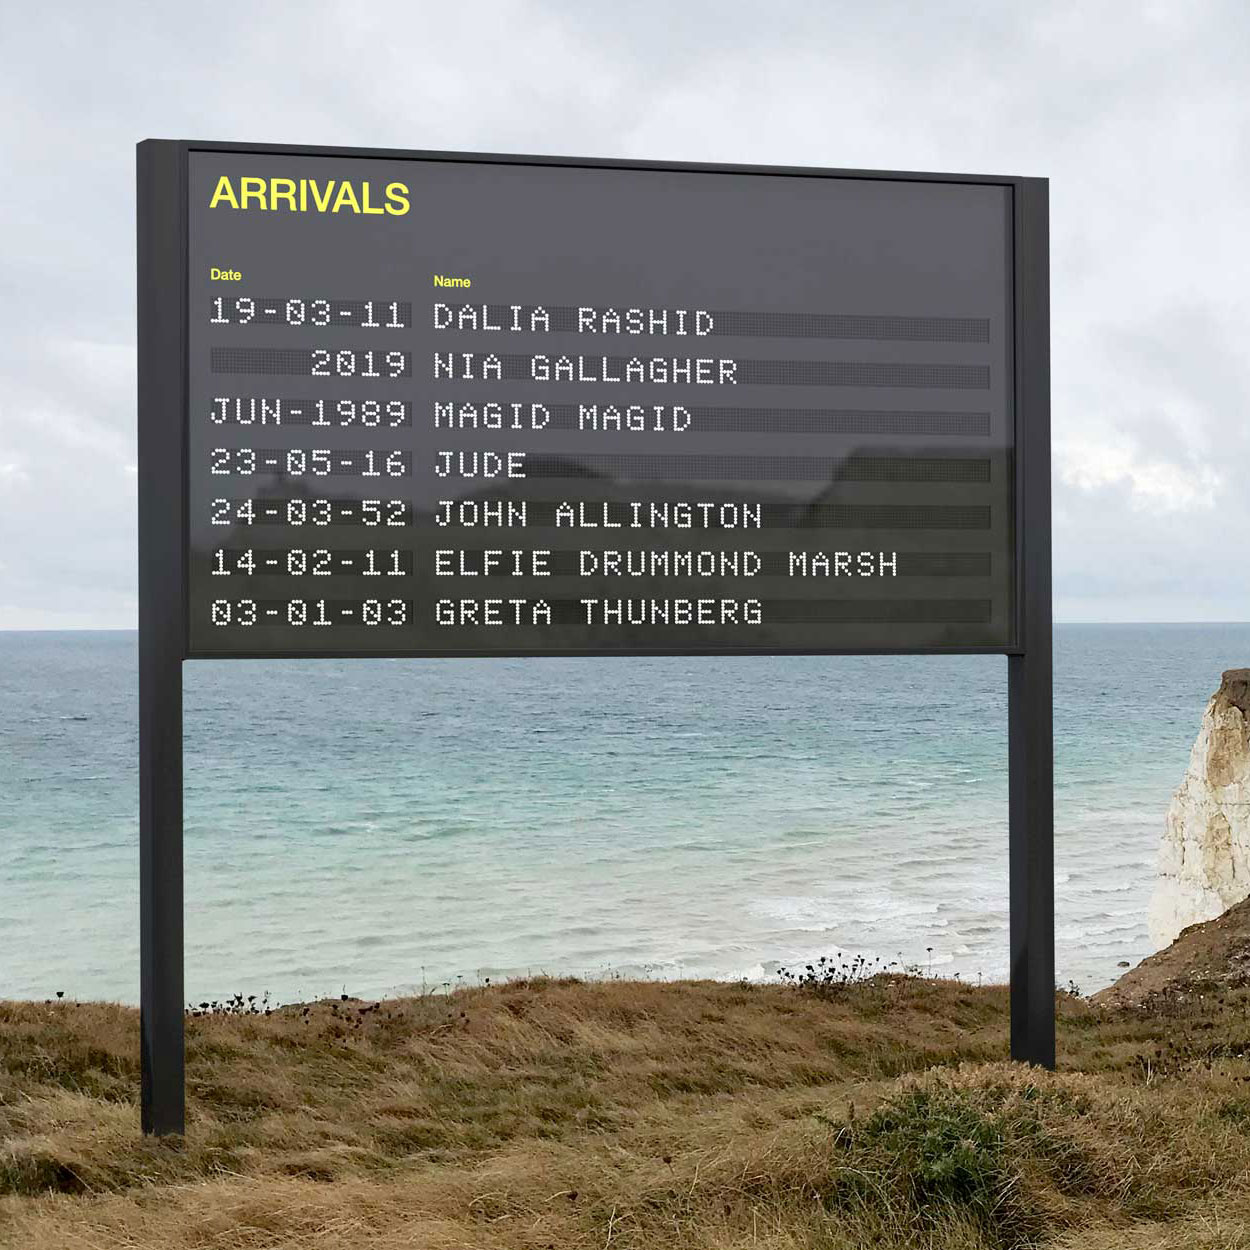 ARRIVALS
Date Name
19-03-11 DALIA RASHID
2019 NIA GALLAGHER
JUN-1989 MAGID MAGID
23-05-16 JUDE
24-03-52 JOHN ALLINGTON
14-02-11 ELFIE DRUMMOND MARSH
03-01-03 GRETA THUNBERG